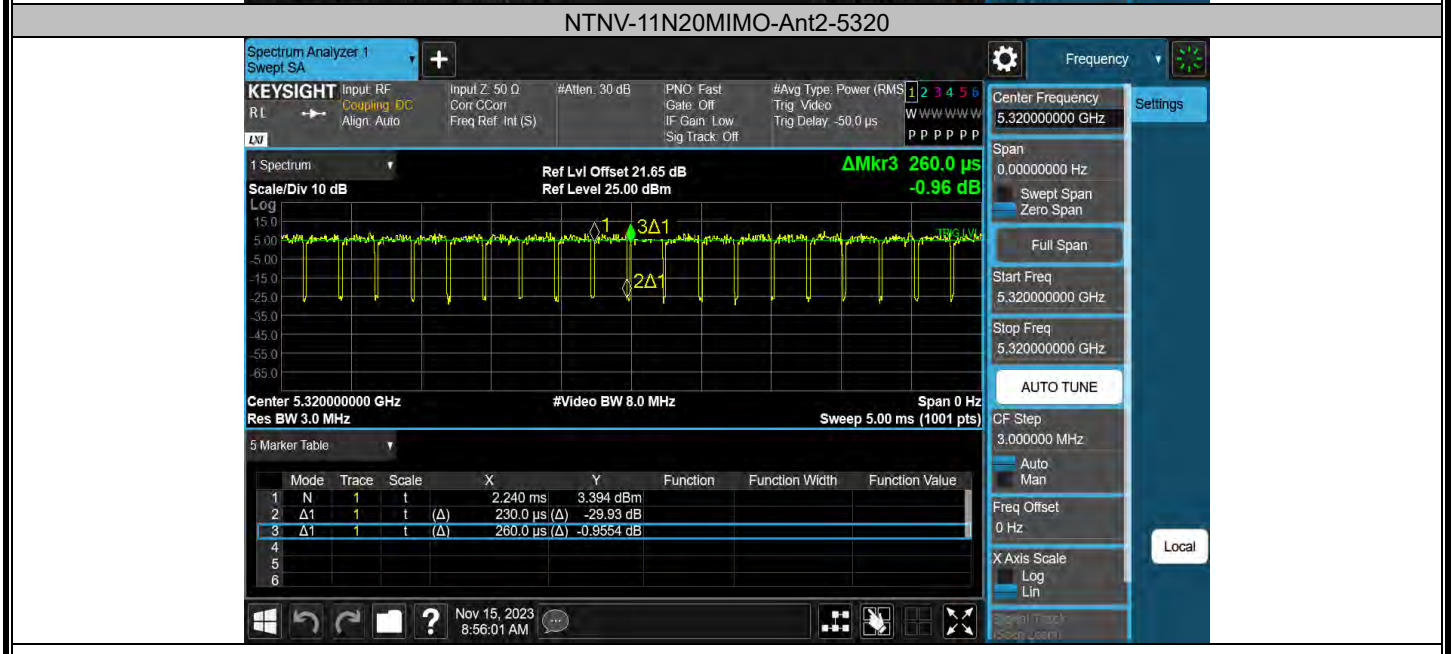 NTNV-11N20MIMO-Ant2-5320
Spectrum Analyzer 1
Swept SA
+
Frequency
KEYSIGHT
RL
LXI
Input: RF
Coupling: DC
Align: Auto
Input Z: 50 Ω
Corr CCorr
Freq Ref: Int (S)
#Atten: 30 dB
PNO: Fast
Gate: Off
IF Gain: Low
Sig Track: Off
#Avg Type: Power (RMS
Trig: Video
Trig Delay: -50.0 µs
1 2 3 4 5 6
W W W W W W
P P P P P P
1 Spectrum
Scale/Div 10 dB
Log
Ref Lvl Offset 21.65 dB
Ref Level 25.00 dBm
ΔMkr3 260.0 µs
-0.96 dB
15.0
5.00
-5.00
-15.0
-25.0
-35.0
-45.0
-55.0
-65.0
1
3Δ1
2Δ1
TRIG LVL
Center 5.320000000 GHz
Res BW 3.0 MHz
#Video BW 8.0 MHz
Span 0 Hz
Sweep 5.00 ms (1001 pts)
5 Marker Table
Mode Trace Scale X Y Function Function Width Function Value
1 N 1 t 2.240 ms 3.394 dBm
2 Δ1 1 t (Δ) 230.0 µs (Δ) -29.93 dB
3 Δ1 1 t (Δ) 260.0 µs (Δ) -0.9554 dB
4
5
6
?
Nov 15, 2023
8:56:01 AM
Center Frequency
5.320000000 GHz
Settings
Span
0.00000000 Hz
Swept Span
Zero Span
Full Span
Start Freq
5.320000000 GHz
Stop Freq
5.320000000 GHz
AUTO TUNE
CF Step
3.000000 MHz
Auto
Man
Freq Offset
0 Hz
X Axis Scale
Log
Lin
Local